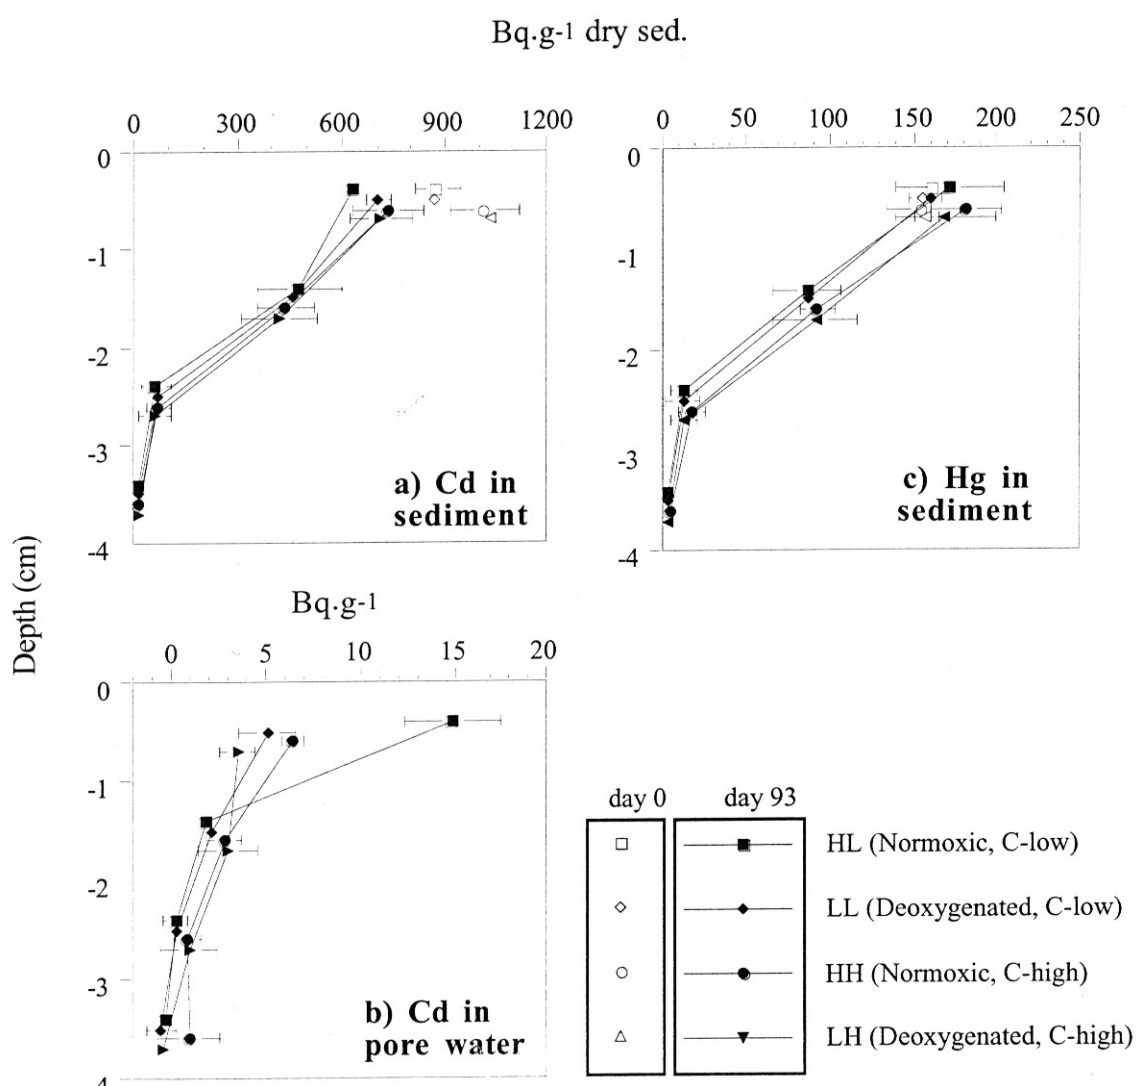 Bq.g-1 dry sed.
0 300 600 900 1200
0 50 100 150 200 250
0
-1
-2
-3
-4
a) Cd in
sediment
0
-1
-2
-3
-4
c) Hg in
sediment
Depth (cm)
Bq.g-1
0 5 10 15 20
0
-1
-2
-3
-4
b) Cd in
pore water
day 0 day 93
HL (Normoxic, C-low)
LL (Deoxygenated, C-low)
HH (Normoxic, C-high)
LH (Deoxygenated, C-high)